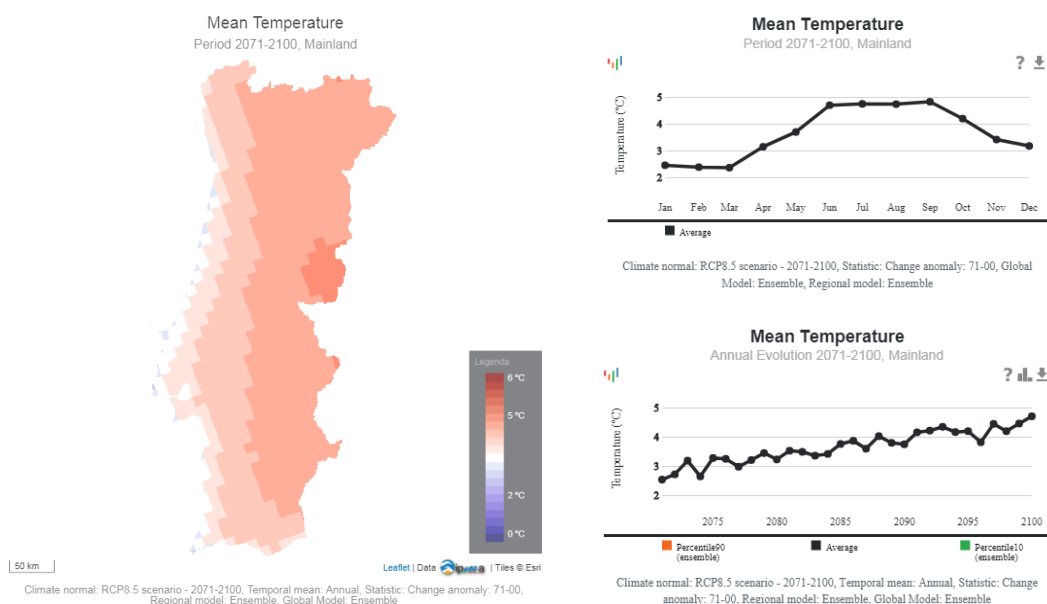 Mean Temperature
Period 2071-2100, Mainland
Legenda
6 ºC
5 ºC
2 ºC
0 ºC
50 km
Leaflet | Data ipma | Tiles © Esri
Climate normal: RCP8.5 scenario - 2071-2100, Temporal mean: Annual, Statistic: Change anomaly: 71-00,
Regional model: Ensemble, Global Model: Ensemble
Mean Temperature
Period 2071-2100, Mainland
?
Temperature (°C)
5
4
3
2
Jan Feb Mar Apr May Jun Jul Aug Sep Oct Nov Dec
Average
Climate normal: RCP8.5 scenario - 2071-2100, Statistic: Change anomaly: 71-00, Global
Model: Ensemble, Regional model: Ensemble
Mean Temperature
Annual Evolution 2071-2100, Mainland
?
Temperature (°C)
5
4
3
2
2075 2080 2085 2090 2095 2100
Percentile90 Average Percentile10
(ensemble) (ensemble)
Climate normal: RCP8.5 scenario - 2071-2100, Temporal mean: Annual, Statistic: Change
anomaly: 71-00, Regional model: Ensemble, Global Model: Ensemble